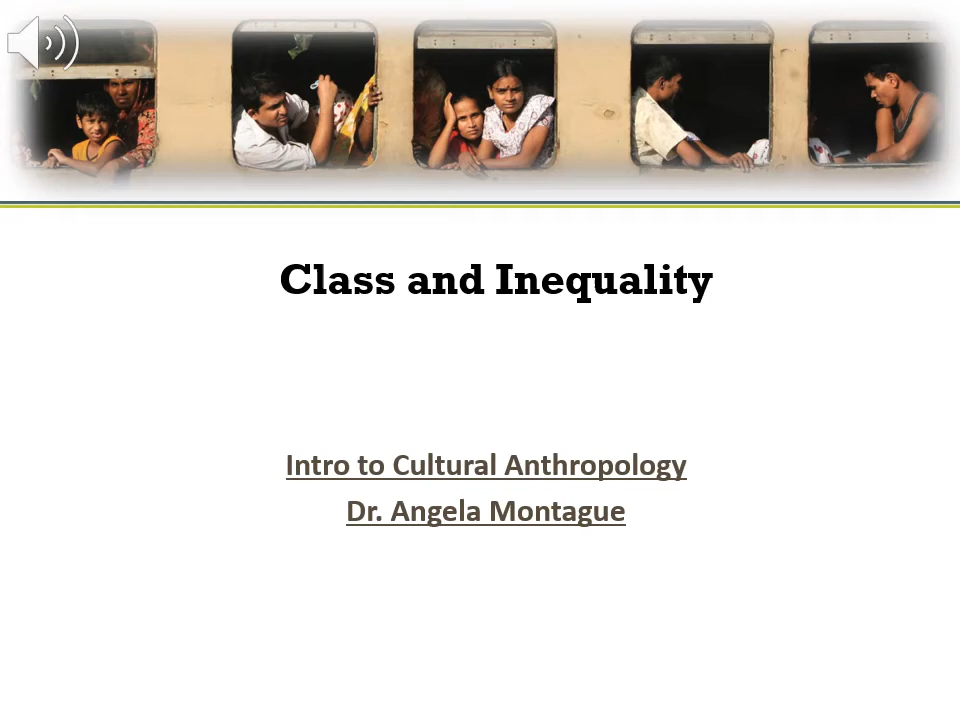 Class and Inequality
Intro to Cultural Anthropology
Dr. Angela Montague